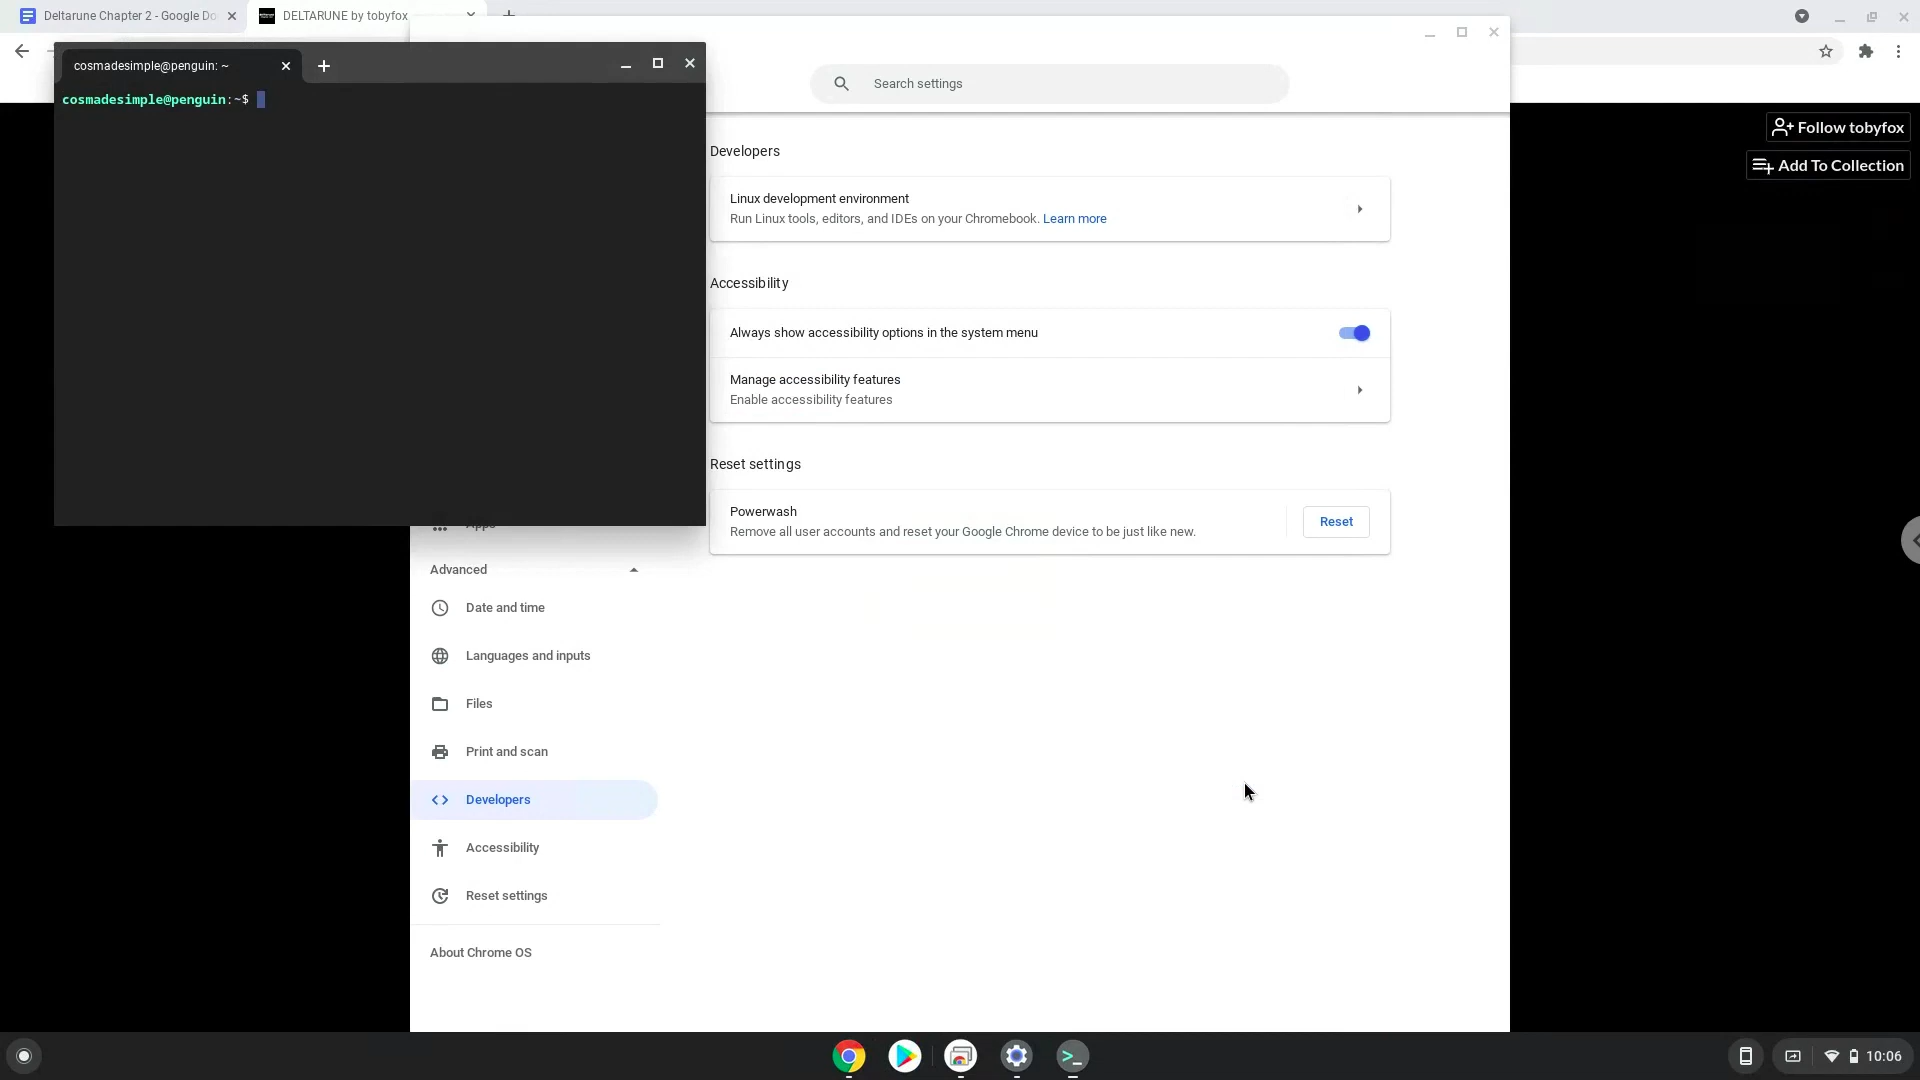 Deltarune Chapter 2 - Google Do
DELTARUNE by tobyfox
cosmadesimple@penguin: ~
cosmadesimple@penguin:~$
Search settings
Follow tobyfox
Add To Collection
Developers
Linux development environment
Run Linux tools, editors, and IDEs on your Chromebook. Learn more
Accessibility
Always show accessibility options in the system menu
Manage accessibility features
Enable accessibility features
Reset settings
Powerwash
Remove all user accounts and reset your Google Chrome device to be just like new.
Reset
Apps
Advanced
Date and time
Languages and inputs
Files
Print and scan
Developers
Accessibility
Reset settings
About Chrome OS
10:06